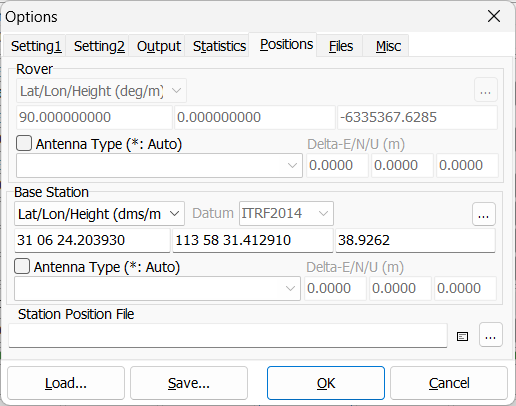 Options
Setting1 Setting2 Output Statistics Positions Files Misc
Rover
Lat/Lon/Height (deg/m) ...
90.000000000 0.000000000 -6335367.6285
Antenna Type (*: Auto) Delta-E/N/U (m)
0.0000 0.0000 0.0000
Base Station
Lat/Lon/Height (dms/m Datum ITRF2014 ...
31 06 24.203930 113 58 31.412910 38.9262
Antenna Type (*: Auto) Delta-E/N/U (m)
0.0000 0.0000 0.0000
Station Position File
...
Load... Save... OK Cancel